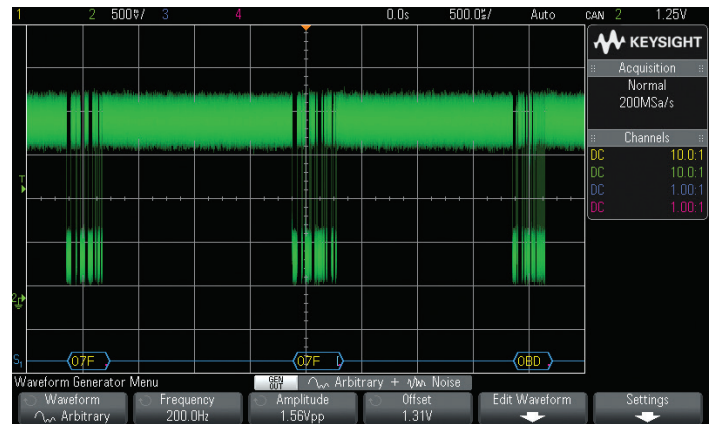 1 2 500▽/ 3 4 0.0s 500.0▽/ Auto CAN 2 1.25V
KEYSIGHT
Acquisition
Normal
200MSa/s
Channels
DC 10.0:1
DC 10.0:1
DC 1.00:1
DC 1.00:1
T
2
S1 07F 07F 0BD
Waveform Generator Menu GEN OUT Arbitrary + Noise
Waveform Frequency Amplitude Offset Edit Waveform Settings
Arbitrary 200.0Hz 1.56Vpp 1.31V